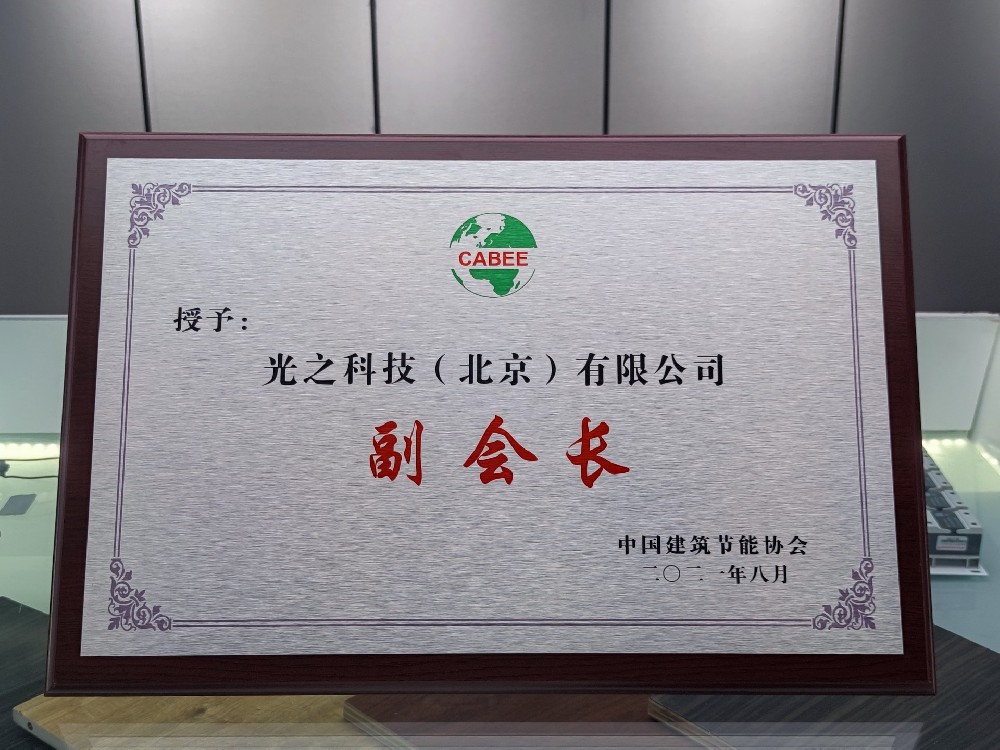 CABEE
授予：
光之科技（北京）有限公司
副会长
中国建筑节能协会
二〇二一年八月